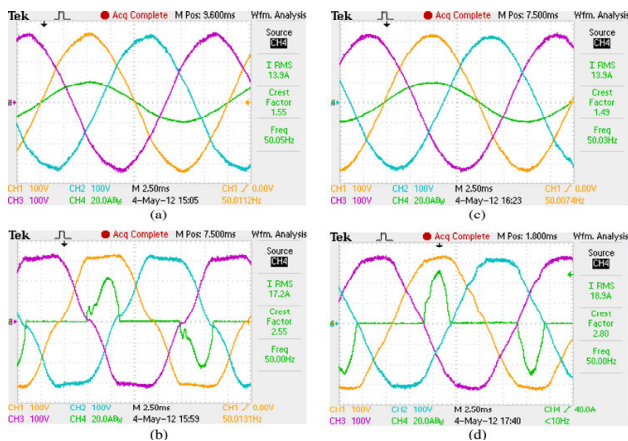 Tek
Acq Complete
M Pos: 9.600ms
Wfm. Analysis
Source
CH4
I RMS
13.9A
Crest
Factor
1.55
Freq
50.05Hz
CH1 100V
CH2 100V
M 2.50ms
CH1 / 0.00V
CH3 100V
CH4 20.0ABW
4-May-12 15:05
50.0112Hz
(a)
Tek
Acq Complete
M Pos: 7.500ms
Wfm. Analysis
Source
CH4
I RMS
13.9A
Crest
Factor
1.49
Freq
50.03Hz
CH1 100V
CH2 100V
M 2.50ms
CH1 / 0.00V
CH3 100V
CH4 20.0ABW
4-May-12 16:23
50.0074Hz
(c)
Tek
Acq Complete
M Pos: 7.500ms
Wfm. Analysis
Source
CH4
I RMS
17.2A
Crest
Factor
2.55
Freq
50.00Hz
CH1 100V
CH2 100V
M 2.50ms
CH1 / 0.00V
CH3 100V
CH4 20.0ABW
4-May-12 15:59
50.0131Hz
(b)
Tek
Acq Complete
M Pos: 1.800ms
Wfm. Analysis
Source
CH4
I RMS
18.9A
Crest
Factor
2.80
Freq
50.00Hz
CH1 100V
CH2 100V
M 2.50ms
CH4 / 40.0A
CH3 100V
CH4 20.0ABW
4-May-12 17:40
<10Hz
(d)